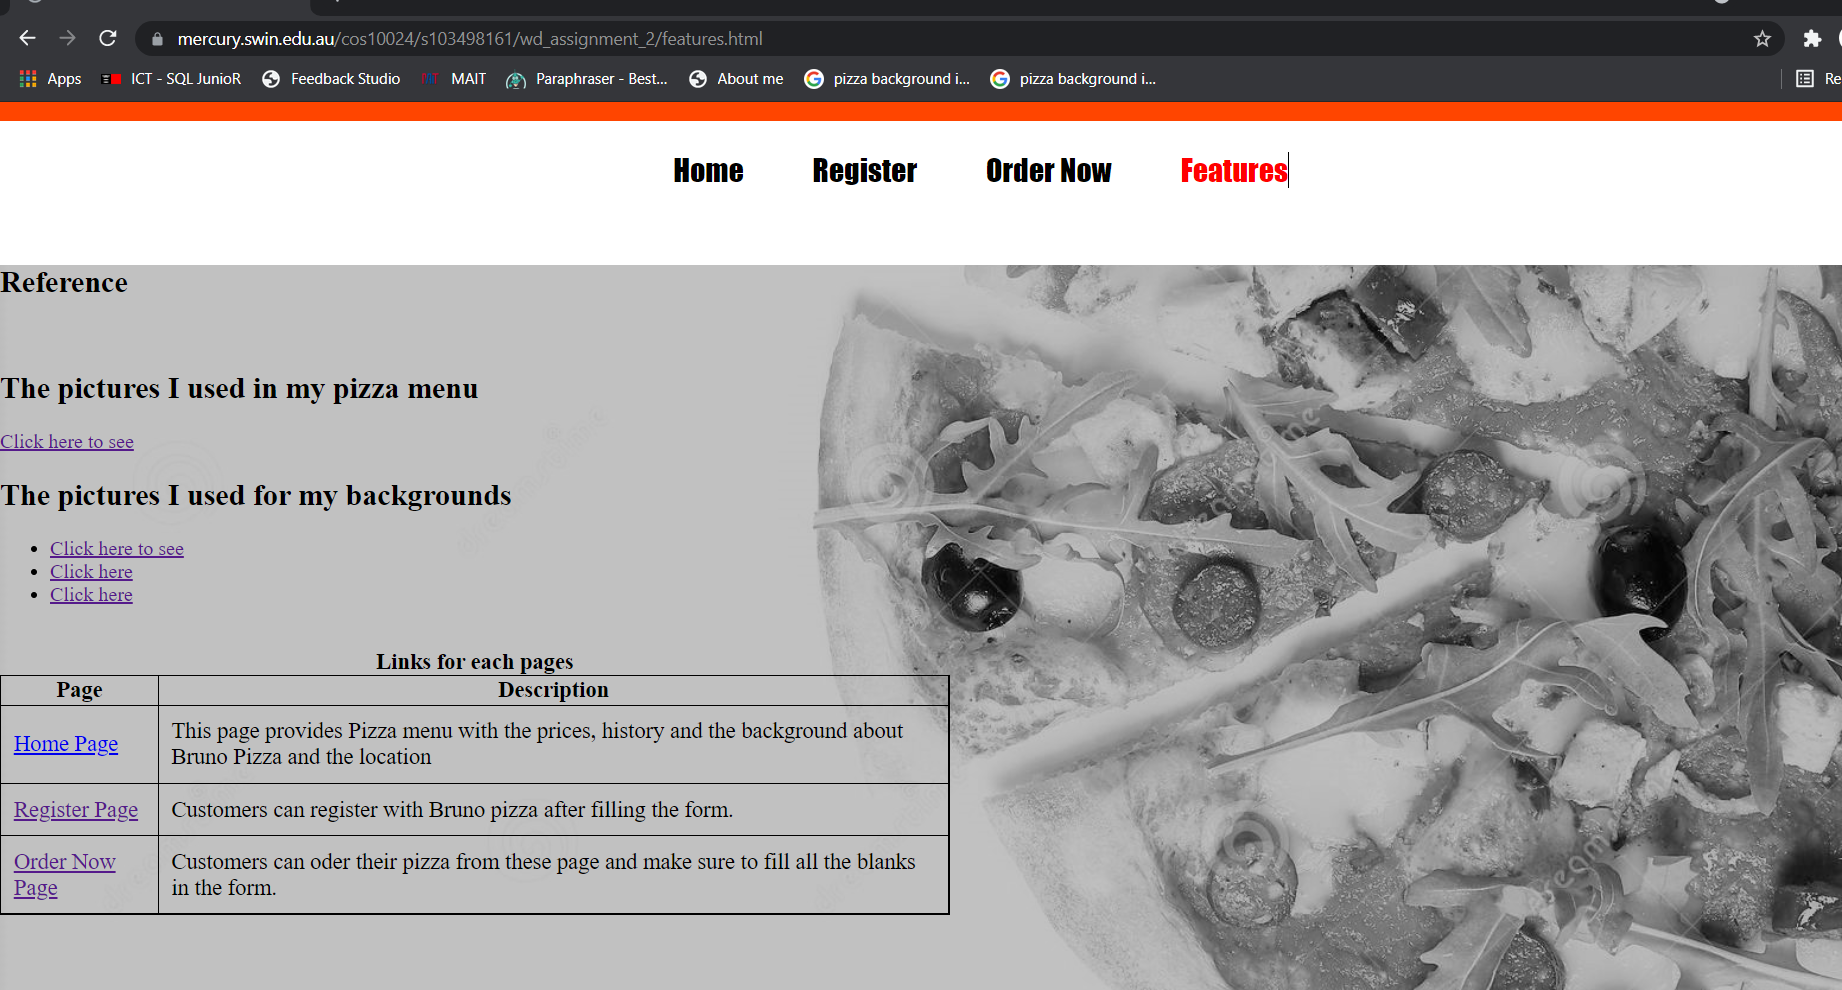 mercury.swin.edu.au/cos10024/s103498161/wd_assignment_2/features.html
Apps ICT - SQL JunioR Feedback Studio MAIT Paraphraser - Best... About me pizza background i... pizza background i... Re
Home Register Order Now Features
Reference
The pictures I used in my pizza menu
Click here to see
The pictures I used for my backgrounds
Click here to see
Click here
Click here
Links for each pages
Page Description
Home Page
This page provides Pizza menu with the prices, history and the background about
Bruno Pizza and the location
Register Page
Customers can register with Bruno pizza after filling the form.
Order Now
Page
Customers can oder their pizza from these page and make sure to fill all the blanks
in the form.